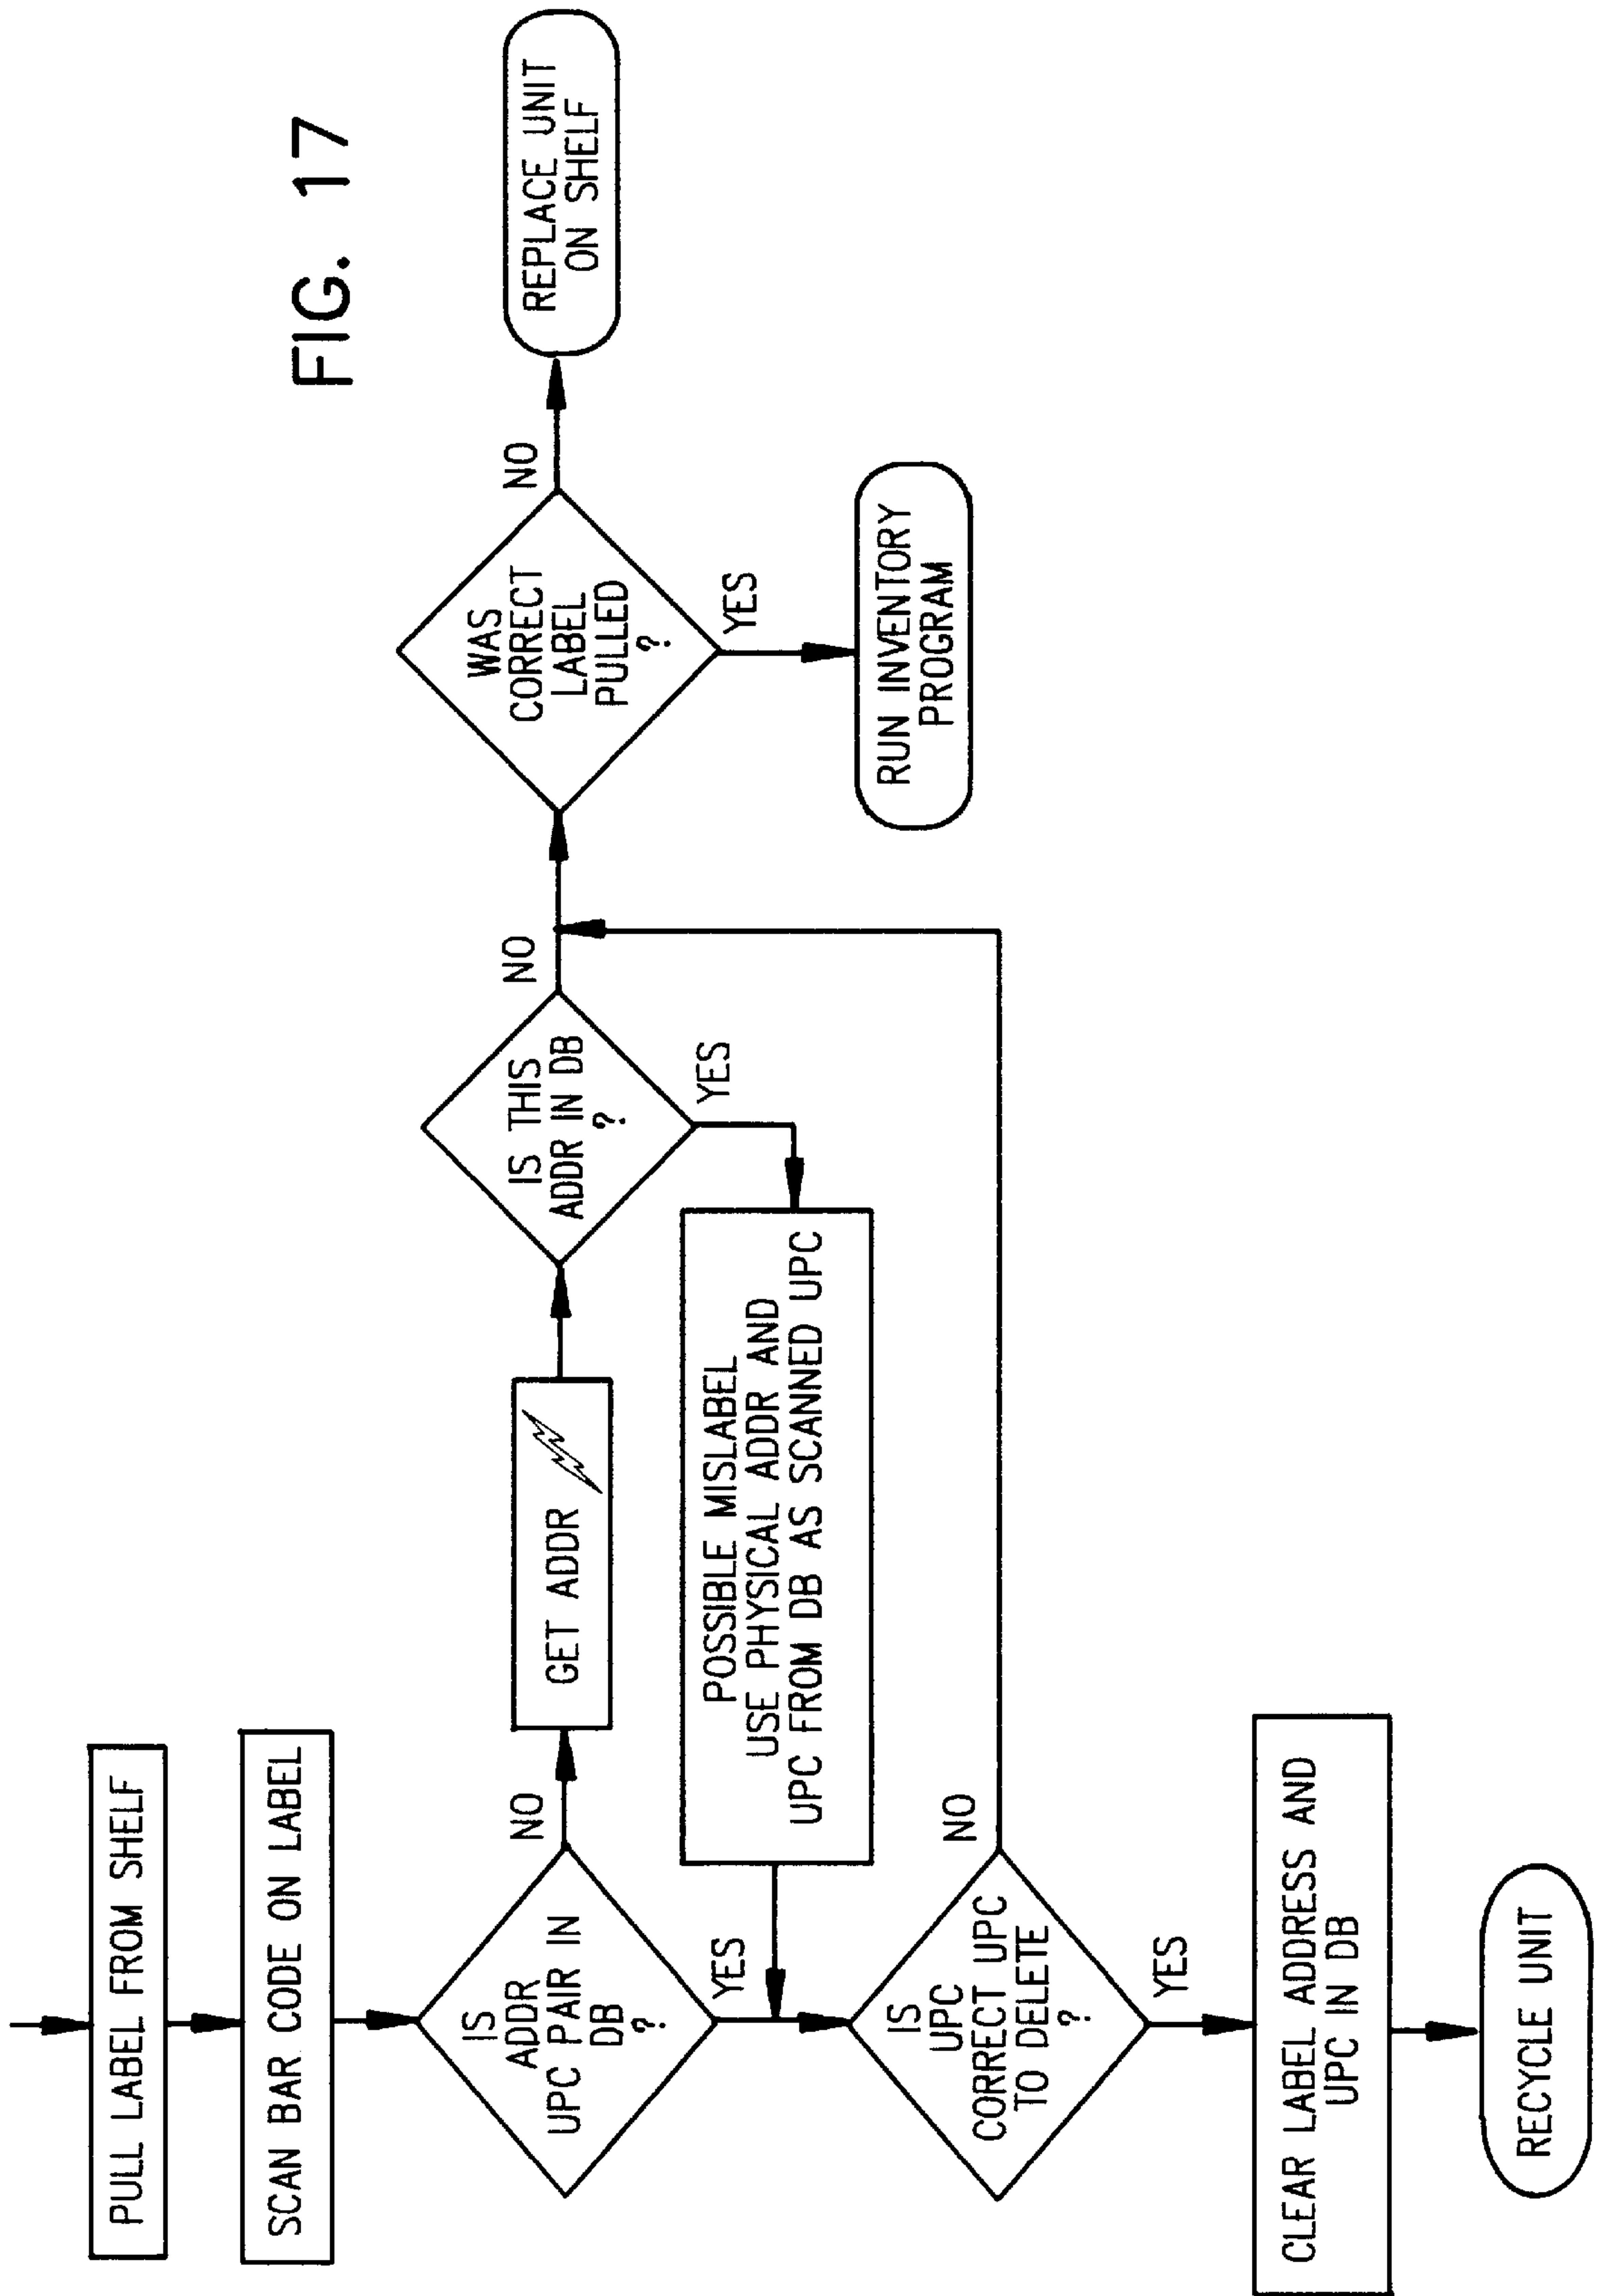 FIG. 17
PULL LABEL FROM SHELF
SCAN BAR CODE ON LABEL
IS
ADDR
UPC PAIR IN
DB
?
NO
YES
GET ADDR
IS THIS
ADDR IN DB
?
NO
YES
WAS
CORRECT
LABEL
PULLED
?
NO
YES
REPLACE UNIT
ON SHELF
RUN INVENTORY
PROGRAM
POSSIBLE MISLABEL
USE PHYSICAL ADDR AND
UPC FROM DB AS SCANNED UPC
IS
UPC
CORRECT UPC
TO DELETE
?
NO
YES
CLEAR LABEL ADDRESS AND
UPC IN DB
RECYCLE UNIT